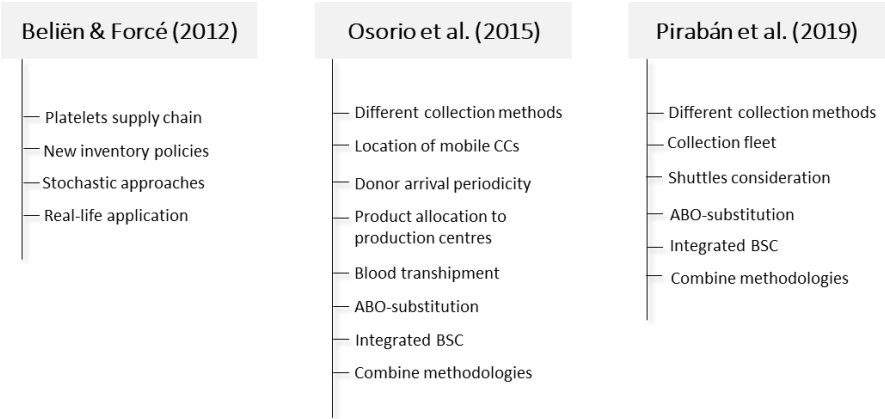 Beliën & Forcé (2012)
Platelets supply chain
New inventory policies
Stochastic approaches
Real-life application
Osorio et al. (2015)
Different collection methods
Location of mobile CCs
Donor arrival periodicity
Product allocation to
production centres
Blood transhipment
ABO-substitution
Integrated BSC
Combine methodologies
Pirabán et al. (2019)
Different collection methods
Collection fleet
Shuttles consideration
ABO-substitution
Integrated BSC
Combine methodologies